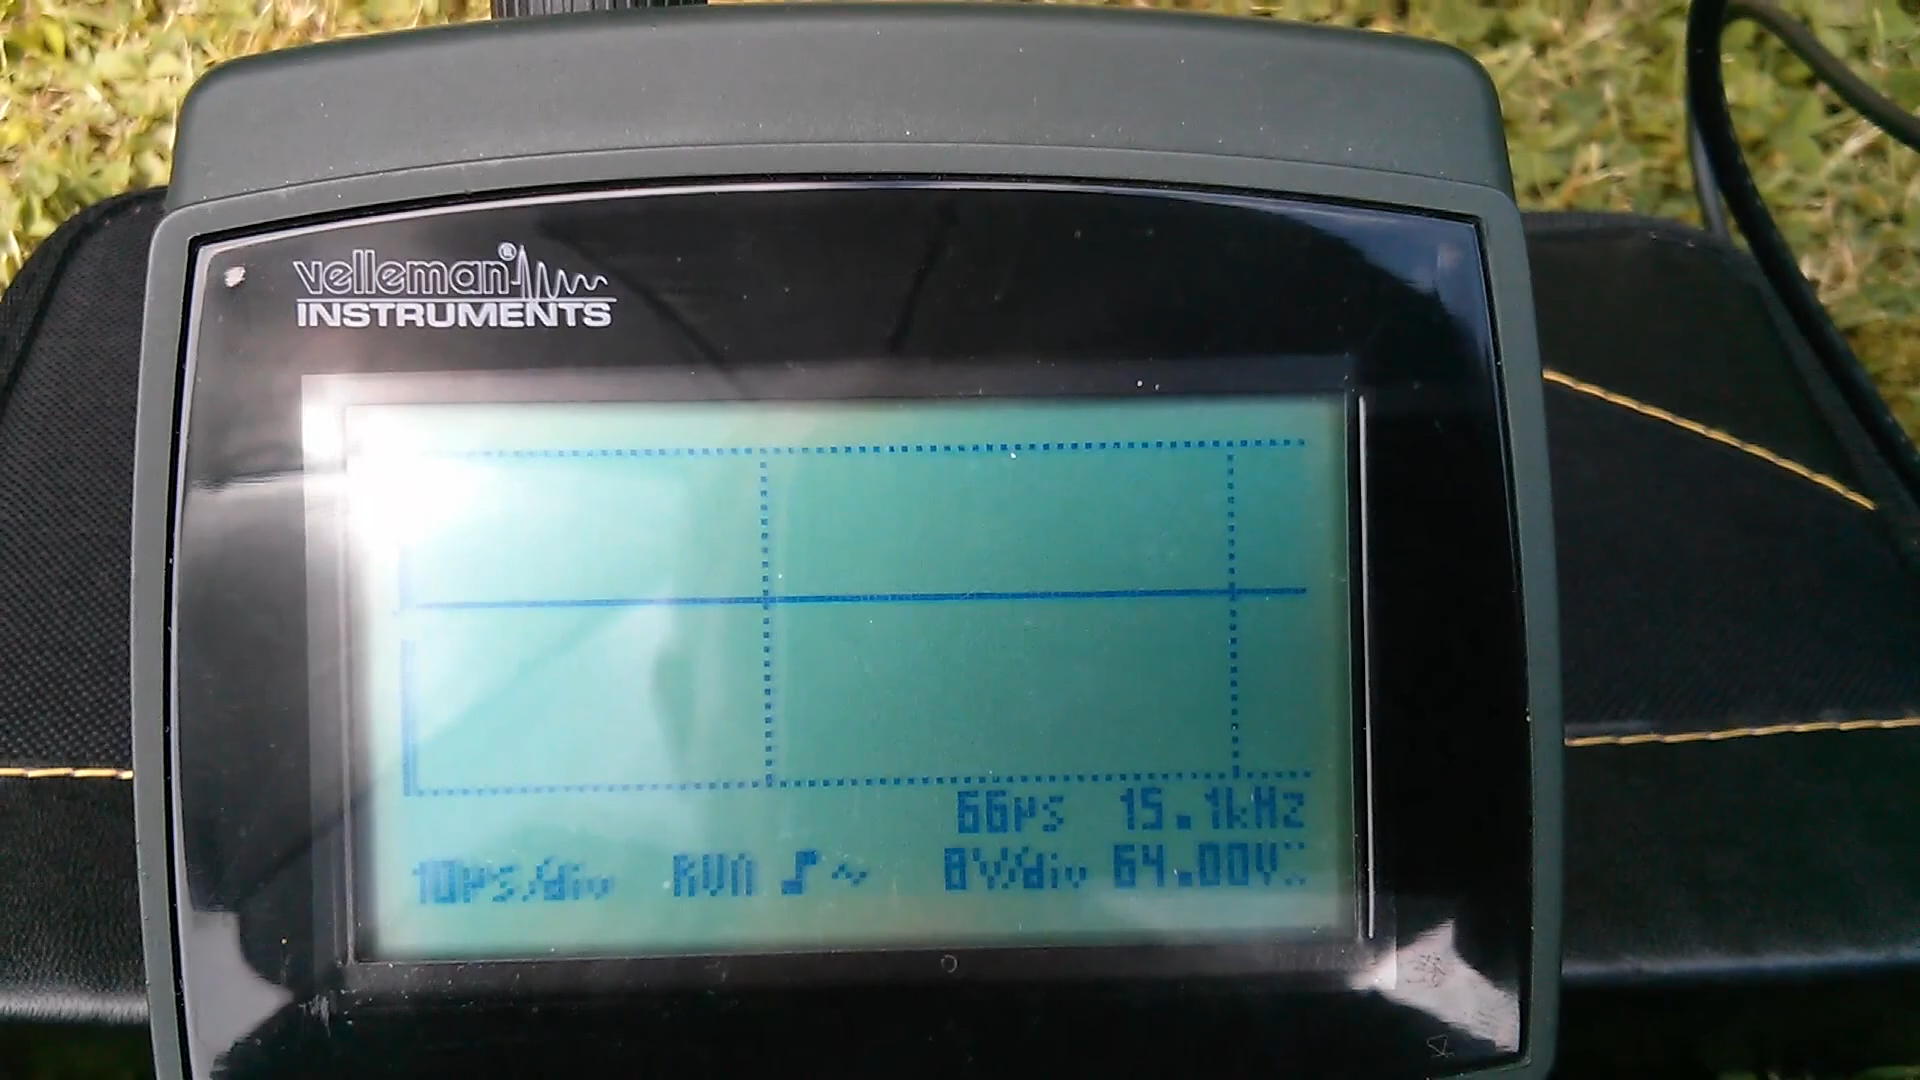 velleman®
INSTRUMENTS
66µs 15.1kHz
10µs/div RUN ♪~ 8V/div 64.00V